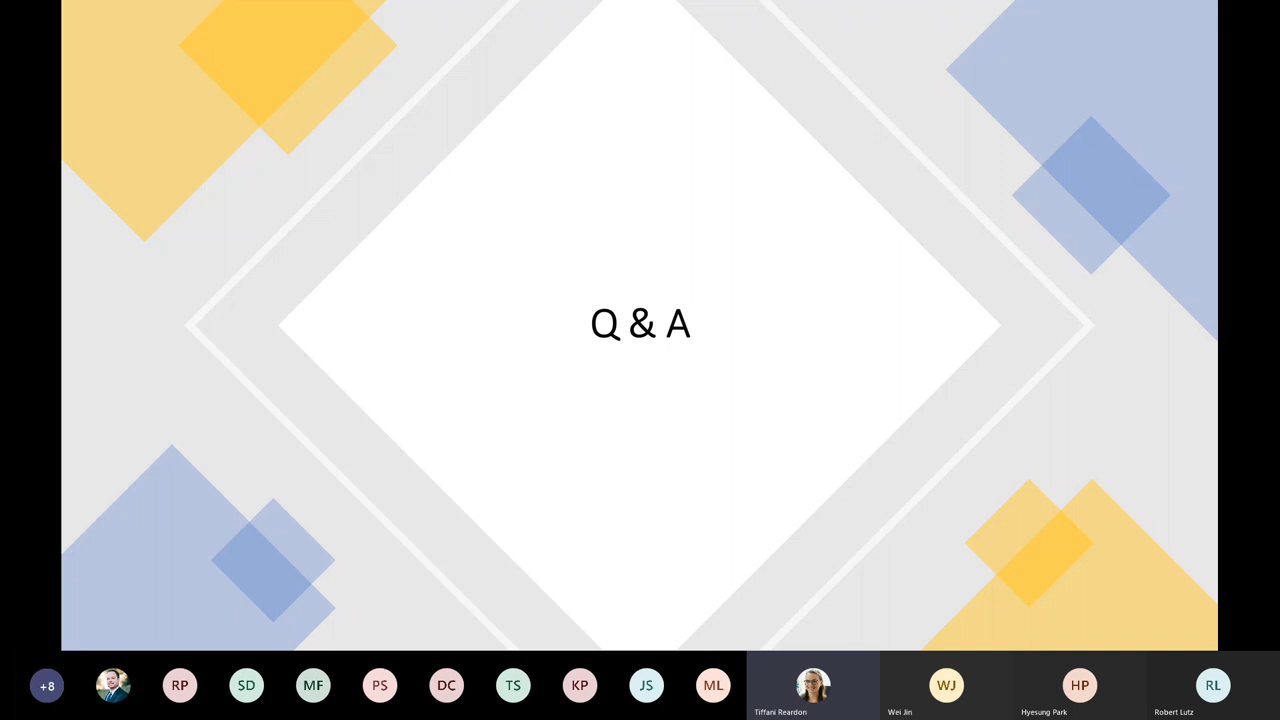 Q & A
+8
RP
SD
MF
PS
DC
TS
KP
JS
ML
Tiffani Reardon
WJ
Wei Jin
HP
Hyesung Park
RL
Robert Lutz